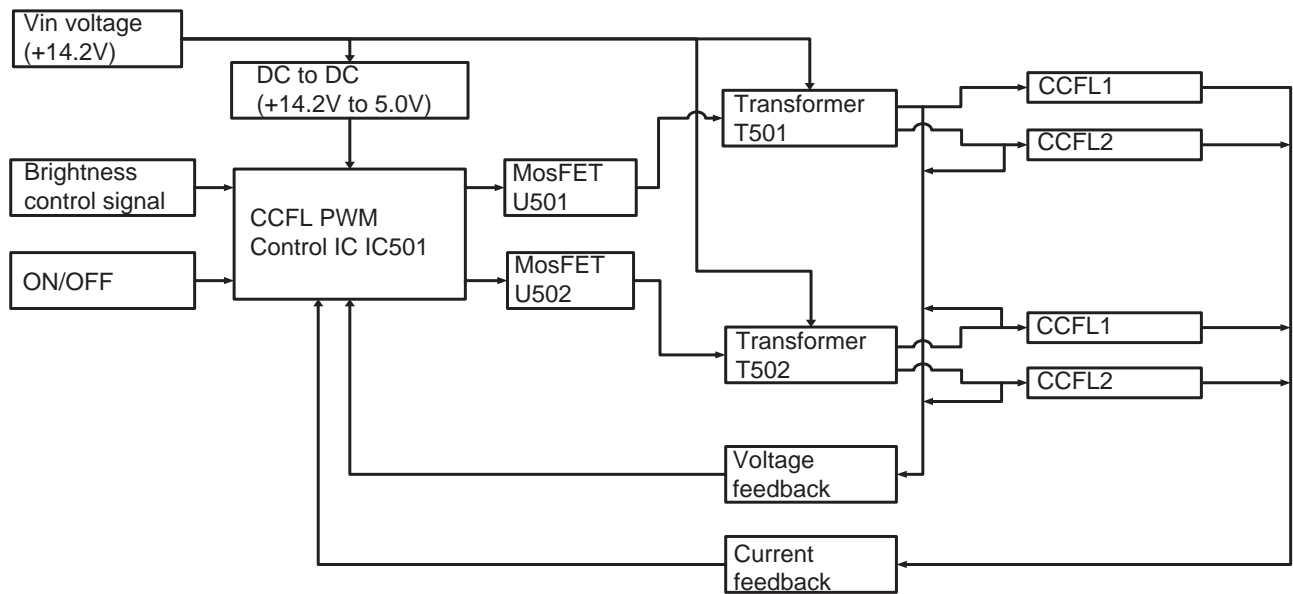 Vin voltage
(+14.2V)
DC to DC
(+14.2V to 5.0V)
Transformer
T501
CCFL1
CCFL2
Brightness
control signal
CCFL PWM
Control IC IC501
MosFET
U501
ON/OFF
MosFET
U502
Transformer
T502
CCFL1
CCFL2
Voltage
feedback
Current
feedback